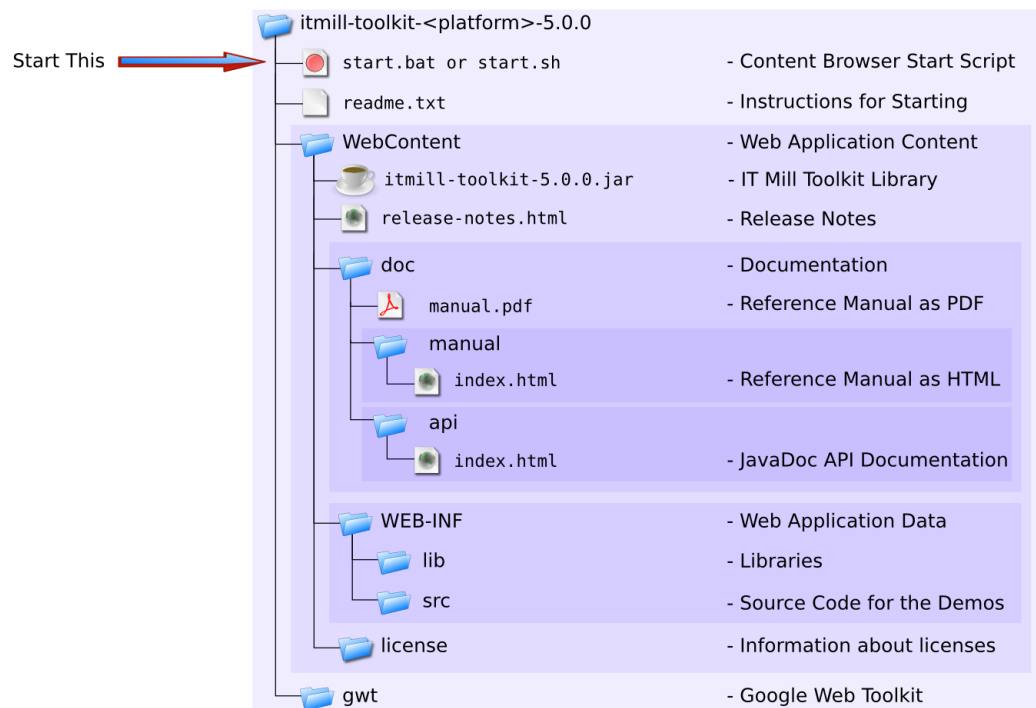 itmill-toolkit-<platform>-5.0.0
Start This start.bat or start.sh - Content Browser Start Script
readme.txt - Instructions for Starting
WebContent - Web Application Content
itmill-toolkit-5.0.0.jar - IT Mill Toolkit Library
release-notes.html - Release Notes
doc - Documentation
manual.pdf - Reference Manual as PDF
manual
index.html - Reference Manual as HTML
api
index.html - JavaDoc API Documentation
WEB-INF - Web Application Data
lib - Libraries
src - Source Code for the Demos
license - Information about licenses
gwt - Google Web Toolkit